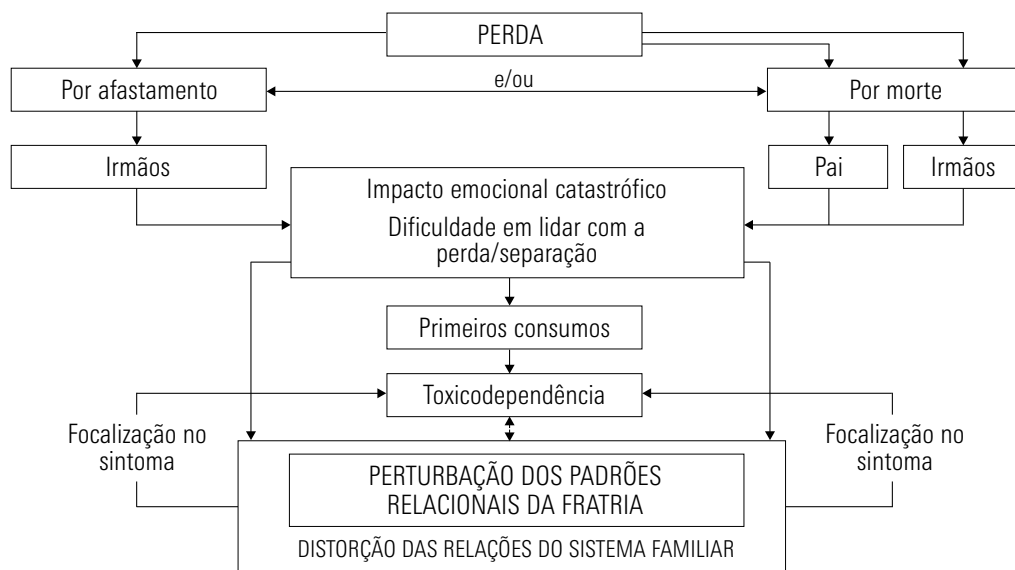 PERDA
Por afastamento
e/ou
Por morte
Irmãos
Pai
Irmãos
Impacto emocional catastrófico
Dificuldade em lidar com a
perda/separação
Primeiros consumos
Toxicodependência
Focalização no
sintoma
Focalização no
sintoma
PERTURBAÇÃO DOS PADRÕES
RELACIONAIS DA FRATRIA
DISTORÇÃO DAS RELAÇÕES DO SISTEMA FAMILIAR